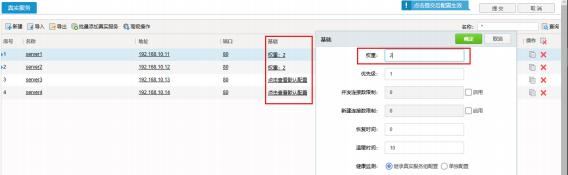 真实服务
点击提交后配置生效
提 交
取 消
新建 导入 导出 批量添加真实服务 高级操作
名称: *
查询
序号 名称 地址 端口 基础 操作
1 server1 192.168.10.11 80 权重: 2
2 server2 192.168.10.12 80 权重: 2
3 server3 192.168.10.13 80 点击查看默认配置
4 server4 192.168.10.14 80 点击查看默认配置
基础 确定 取消
权重: 2
优先级: 1
并发连接数限制: 0 启用
新建连接数限制: 0 启用
恢复时间: 0
温暖时间: 10
健康监测: 继承真实服务组配置 单独配置